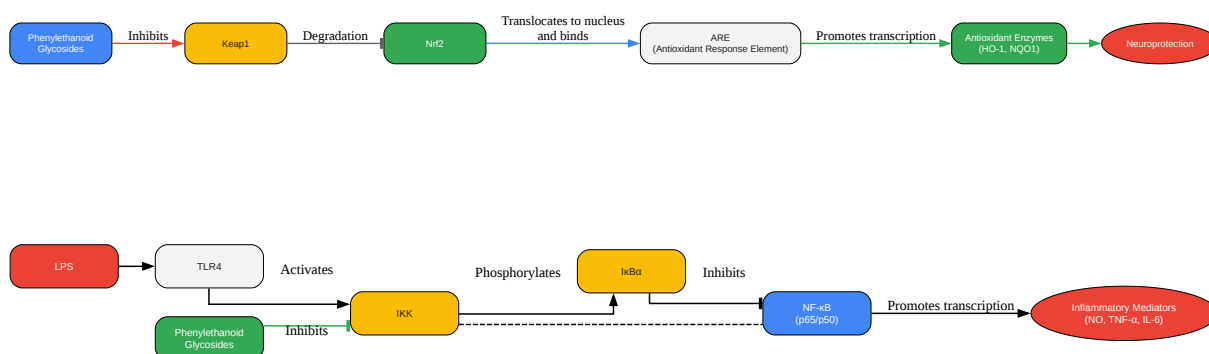 Phenylethanoid
Glycosides
Inhibits
Keap1
Degradation
Nrf2
Translocates to nucleus
and binds
ARE
(Antioxidant Response Element)
Promotes transcription
Antioxidant Enzymes
(HO-1, NQO1)
Neuroprotection
LPS
TLR4
Activates
Phenylethanoid
Glycosides
Inhibits
IKK
Phosphorylates
IκBα
Inhibits
NF-κB
(p65/p50)
Promotes transcription
Inflammatory Mediators
(NO, TNF-α, IL-6)